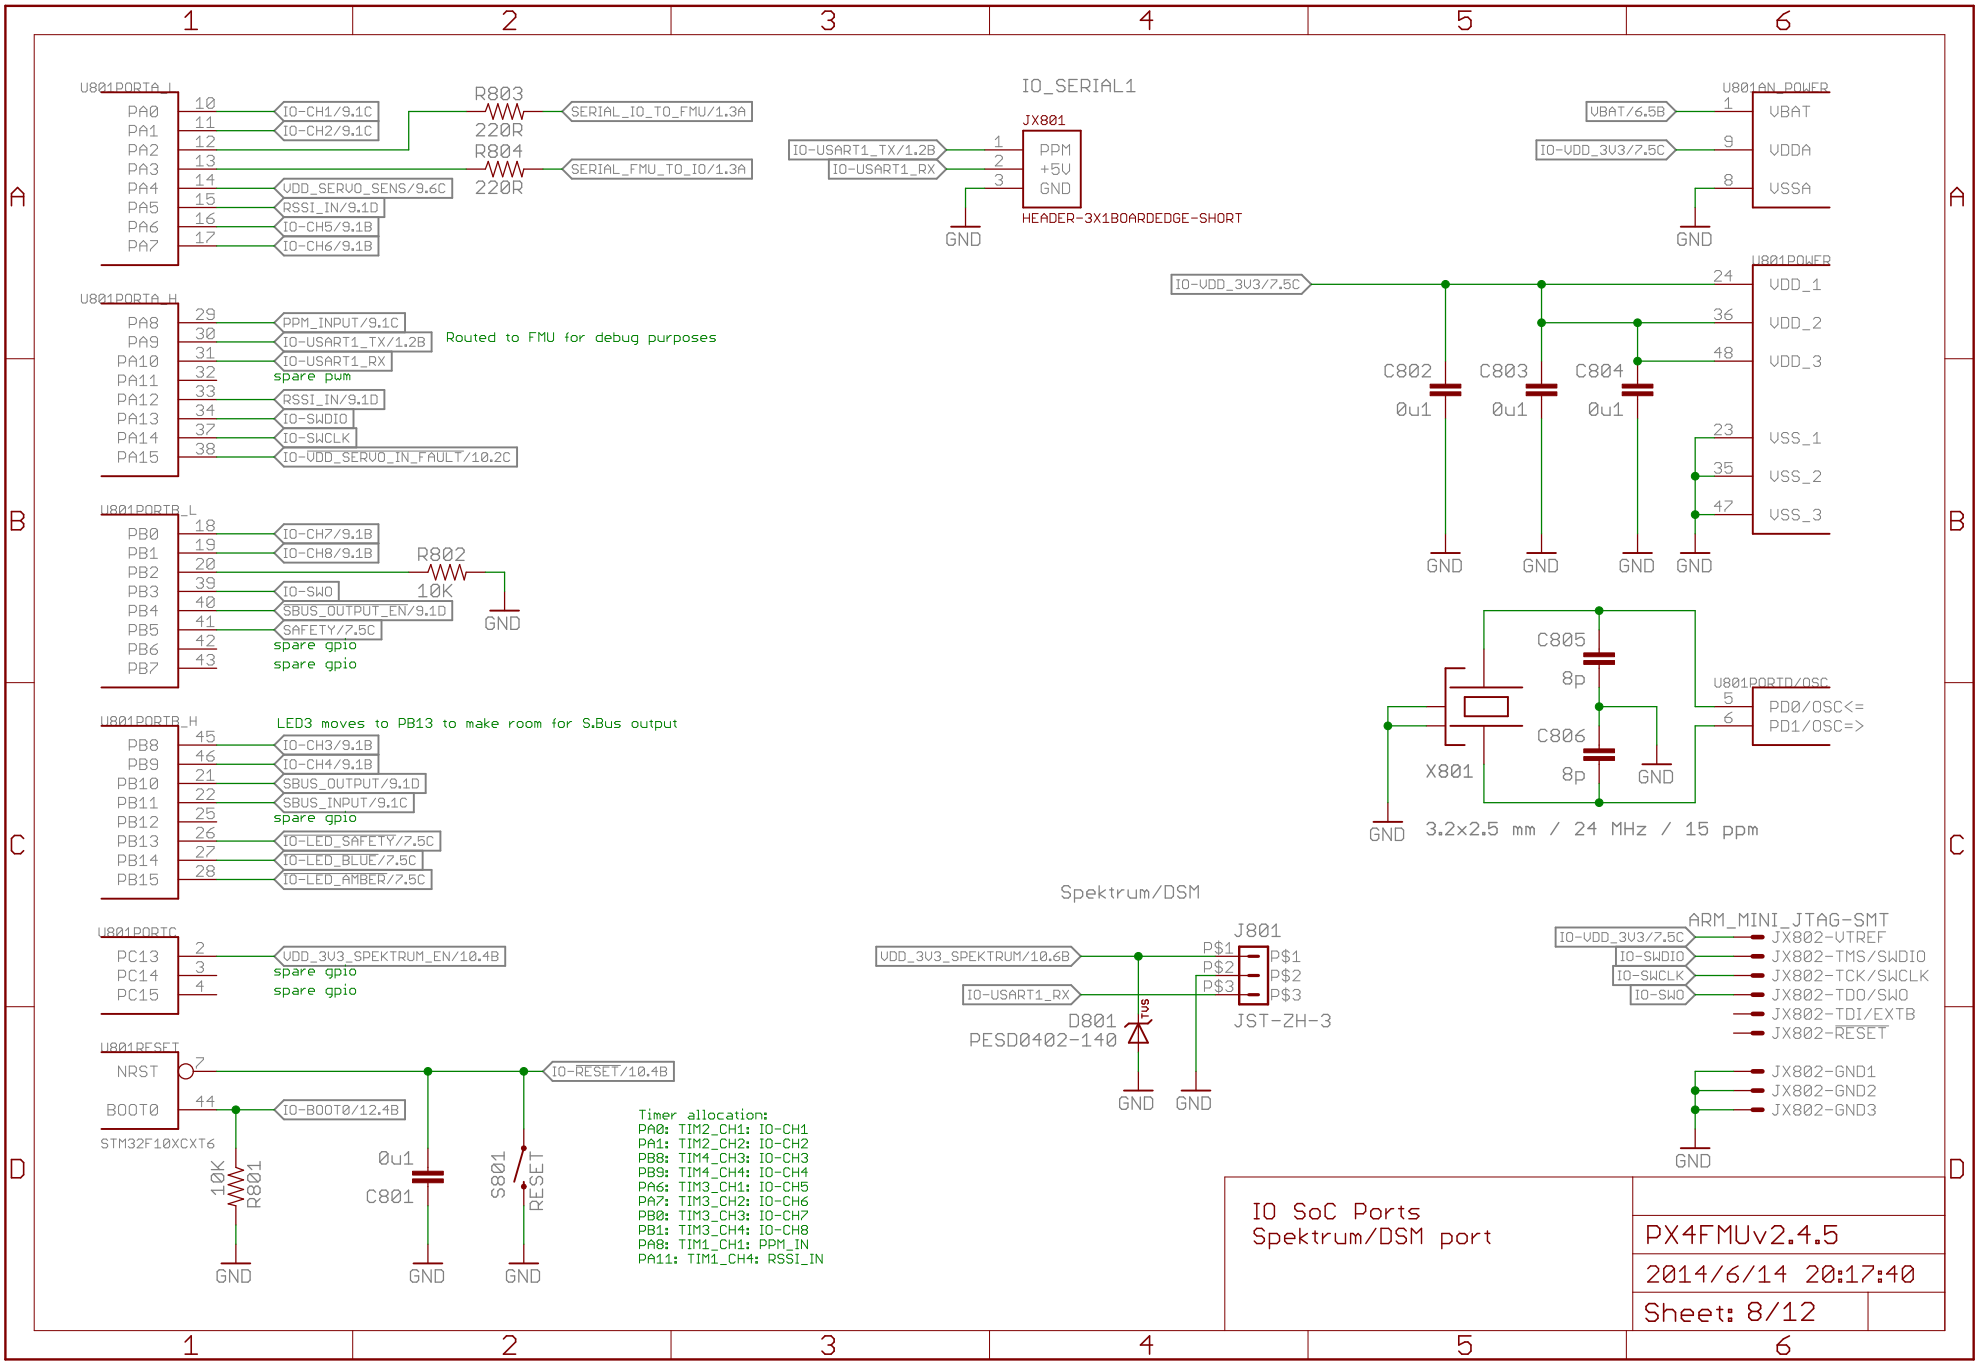 1 2 3 4 5 6
A
B
C
D
U801PORTA_L
PA0 10 IO-CH1/9.1C
PA1 11 IO-CH2/9.1C
PA2 12
PA3 13
PA4 14 VDD_SERVO_SENS/9.6C
PA5 15 RSSI_IN/9.1D
PA6 16 IO-CH5/9.1B
PA7 17 IO-CH6/9.1B
R803
220R
SERIAL_IO_TO_FMU/1.3A
R804
220R
SERIAL_FMU_TO_IO/1.3A
U801PORTA_H
PA8 29 PPM_INPUT/9.1C
PA9 30 IO-USART1_TX/1.2B
Routed to FMU for debug purposes
PA10 31 IO-USART1_RX
PA11 32 spare pwm
PA12 33 RSSI_IN/9.1D
PA13 34 IO-SWDIO
PA14 37 IO-SWCLK
PA15 38 IO-VDD_SERVO_IN_FAULT/10.2C
U801PORTB_L
PB0 18 IO-CH7/9.1B
PB1 19 IO-CH8/9.1B
PB2 20
PB3 39 IO-SWO
PB4 40 SBUS_OUTPUT_EN/9.1D
PB5 41 SAFETY/7.5C
PB6 42 spare gpio
PB7 43 spare gpio
R802
10K
GND
U801PORTB_H
LED3 moves to PB13 to make room for S.Bus output
PB8 45 IO-CH3/9.1B
PB9 46 IO-CH4/9.1B
PB10 21 SBUS_OUTPUT/9.1D
PB11 22 SBUS_INPUT/9.1C
PB12 25 spare gpio
PB13 26 IO-LED_SAFETY/7.5C
PB14 27 IO-LED_BLUE/7.5C
PB15 28 IO-LED_AMBER/7.5C
U801PORTC
PC13 2 VDD_3V3_SPEKTRUM_EN/10.4B
PC14 3 spare gpio
PC15 4 spare gpio
U801RESET
NRST 7 IO-RESET/10.4B
BOOT0 44 IO-BOOT0/12.4B
STM32F10XCXT6
10K
R801
GND
0u1
C801
GND
S801
RESET
GND
Timer allocation:
PA0: TIM2_CH1: IO-CH1
PA1: TIM2_CH2: IO-CH2
PB8: TIM4_CH3: IO-CH3
PB9: TIM4_CH4: IO-CH4
PA6: TIM3_CH1: IO-CH5
PA7: TIM3_CH2: IO-CH6
PB0: TIM3_CH3: IO-CH7
PB1: TIM3_CH4: IO-CH8
PA8: TIM1_CH1: PPM_IN
PA11: TIM1_CH4: RSSI_IN
IO_SERIAL1
JX801
IO-USART1_TX/1.2B 1 PPM
IO-USART1_RX 2 +5V
3 GND
HEADER-3X1BOARDEDGE-SHORT
GND
U801AN_POWER
VBAT/6.5B 1 VBAT
IO-VDD_3V3/7.5C 9 VDDA
8 VSSA
GND
U801POWER
IO-VDD_3V3/7.5C 24 VDD_1
36 VDD_2
48 VDD_3
C802 C803 C804
0u1 0u1 0u1
23 VSS_1
35 VSS_2
47 VSS_3
GND GND GND GND
C805
8p
U801PORTD/OSC
5 PD0/OSC<=
6 PD1/OSC=>
C806
8p
X801
GND
GND
3.2x2.5 mm / 24 MHz / 15 ppm
Spektrum/DSM
J801
VDD_3V3_SPEKTRUM/10.6B P$1 P$1
P$2 P$2
IO-USART1_RX P$3 P$3
JST-ZH-3
TVS
D801
PESD0402-140
GND GND
ARM_MINI_JTAG-SMT
IO-VDD_3V3/7.5C JX802-VTREF
IO-SWDIO JX802-TMS/SWDIO
IO-SWCLK JX802-TCK/SWCLK
IO-SWO JX802-TDO/SWO
JX802-TDI/EXTB
JX802-RESET
JX802-GND1
JX802-GND2
JX802-GND3
GND
IO SoC Ports
Spektrum/DSM port
PX4FMUv2.4.5
2014/6/14 20:17:40
Sheet: 8/12
A
B
C
D
1 2 3 4 5 6